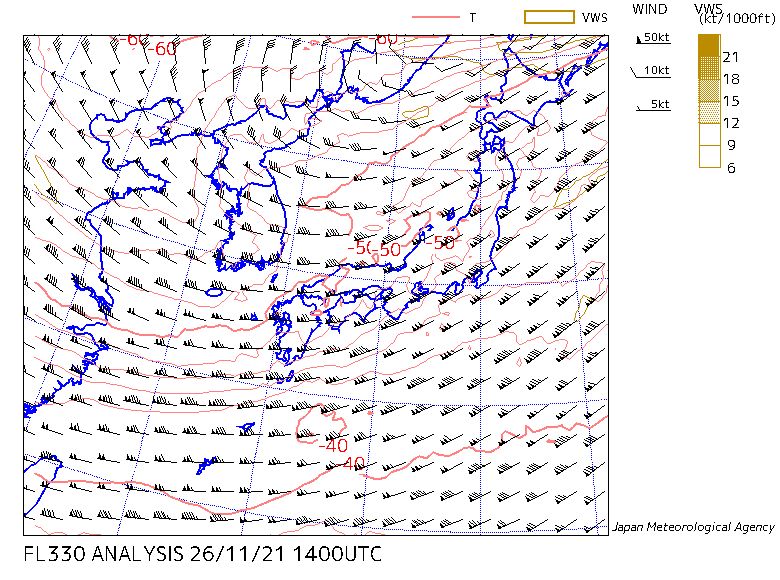 T
VWS
WIND
VWS
(kt/1000ft)
50kt
10kt
5kt
21
18
15
12
9
6
-60
-60
-60
-50
-50
-50
-40
-40
Japan Meteorological Agency
FL330 ANALYSIS 26/11/21 1400UTC